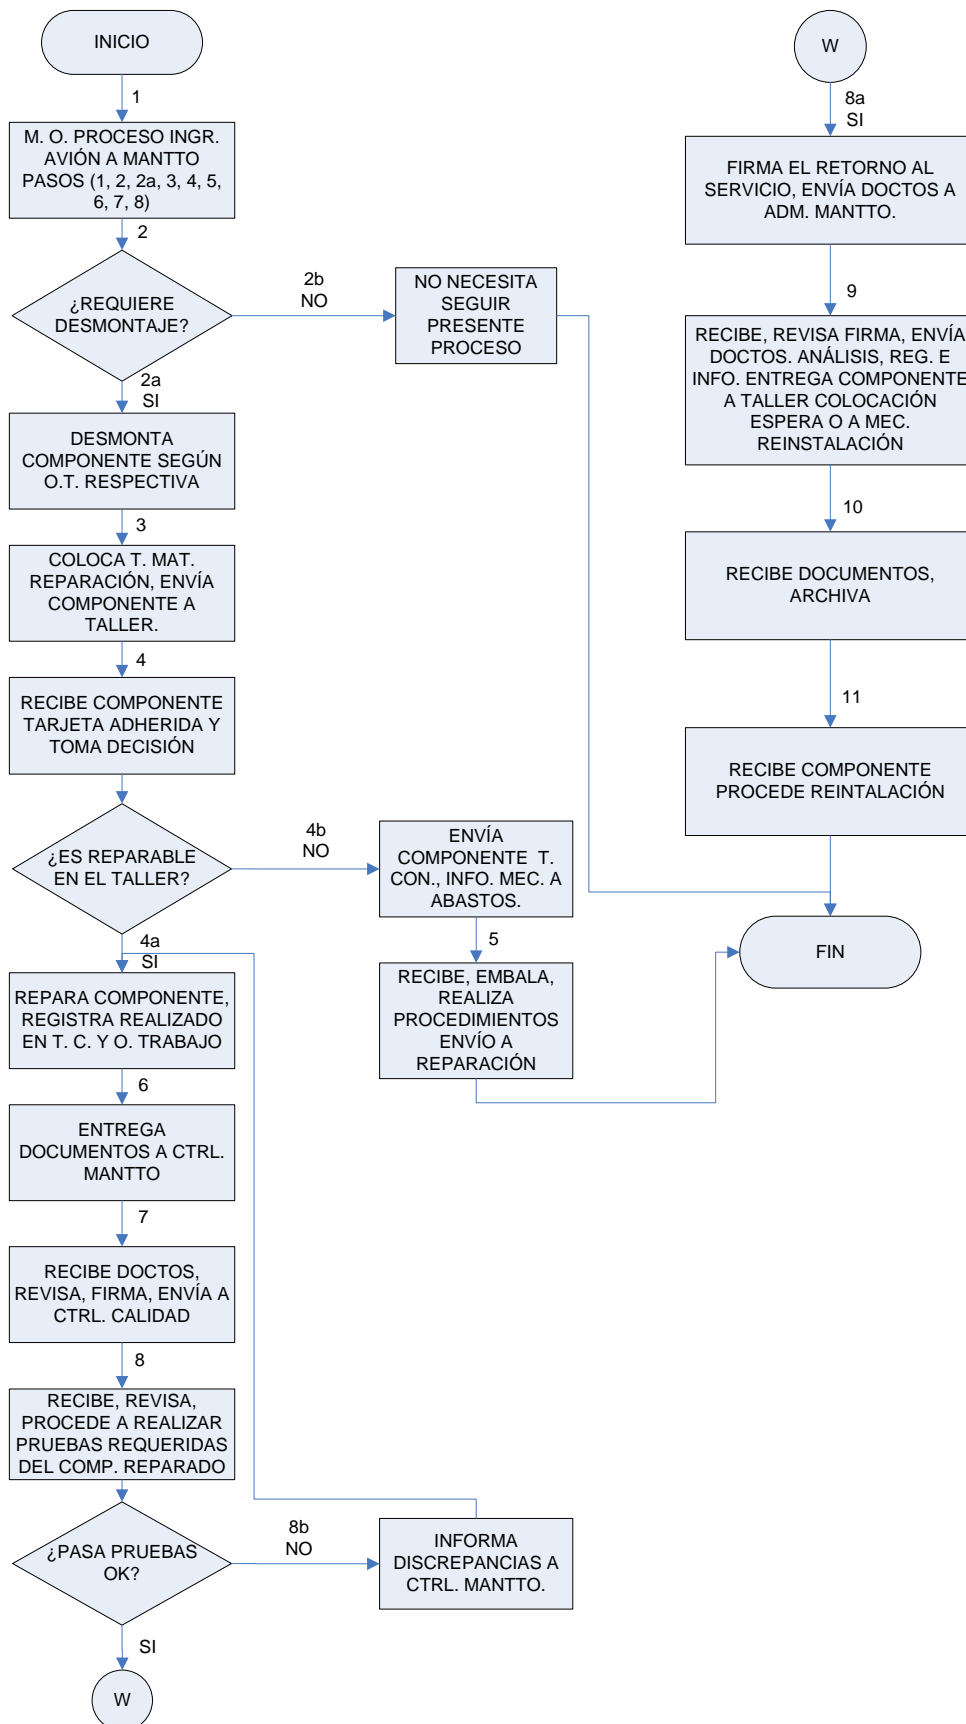 INICIO
1
M. O. PROCESO INGR.
AVIÓN A MANTTO
PASOS (1, 2, 2a, 3, 4, 5,
6, 7, 8)
2
¿REQUIERE
DESMONTAJE?
2b
NO
NO NECESITA
SEGUIR
PRESENTE
PROCESO
2a
SI
DESMONTA
COMPONENTE SEGÚN
O.T. RESPECTIVA
3
COLOCA T. MAT.
REPARACIÓN, ENVÍA
COMPONENTE A
TALLER.
4
RECIBE COMPONENTE
TARJETA ADHERIDA Y
TOMA DECISIÓN
¿ES REPARABLE
EN EL TALLER?
4b
NO
ENVÍA
COMPONENTE T.
CON., INFO. MEC. A
ABASTOS.
5
RECIBE, EMBALA,
REALIZA
PROCEDIMIENTOS
ENVÍO A
REPARACIÓN
4a
SI
REPARA COMPONENTE,
REGISTRA REALIZADO
EN T. C. Y O. TRABAJO
6
ENTREGA
DOCUMENTOS A CTRL.
MANTTO
7
RECIBE DOCTOS,
REVISA, FIRMA, ENVÍA A
CTRL. CALIDAD
8
RECIBE, REVISA,
PROCEDE A REALIZAR
PRUEBAS REQUERIDAS
DEL COMP. REPARADO
¿PASA PRUEBAS
OK?
8b
NO
INFORMA
DISCREPANCIAS A
CTRL. MANTTO.
SI
W
W
8a
SI
FIRMA EL RETORNO AL
SERVICIO, ENVÍA DOCTOS A
ADM. MANTTO.
9
RECIBE, REVISA FIRMA, ENVÍA
DOCTOS. ANÁLISIS, REG. E
INFO. ENTREGA COMPONENTE
A TALLER COLOCACIÓN
ESPERA O A MEC.
REINSTALACIÓN
10
RECIBE DOCUMENTOS,
ARCHIVA
11
RECIBE COMPONENTE
PROCEDE REINTALACIÓN
FIN